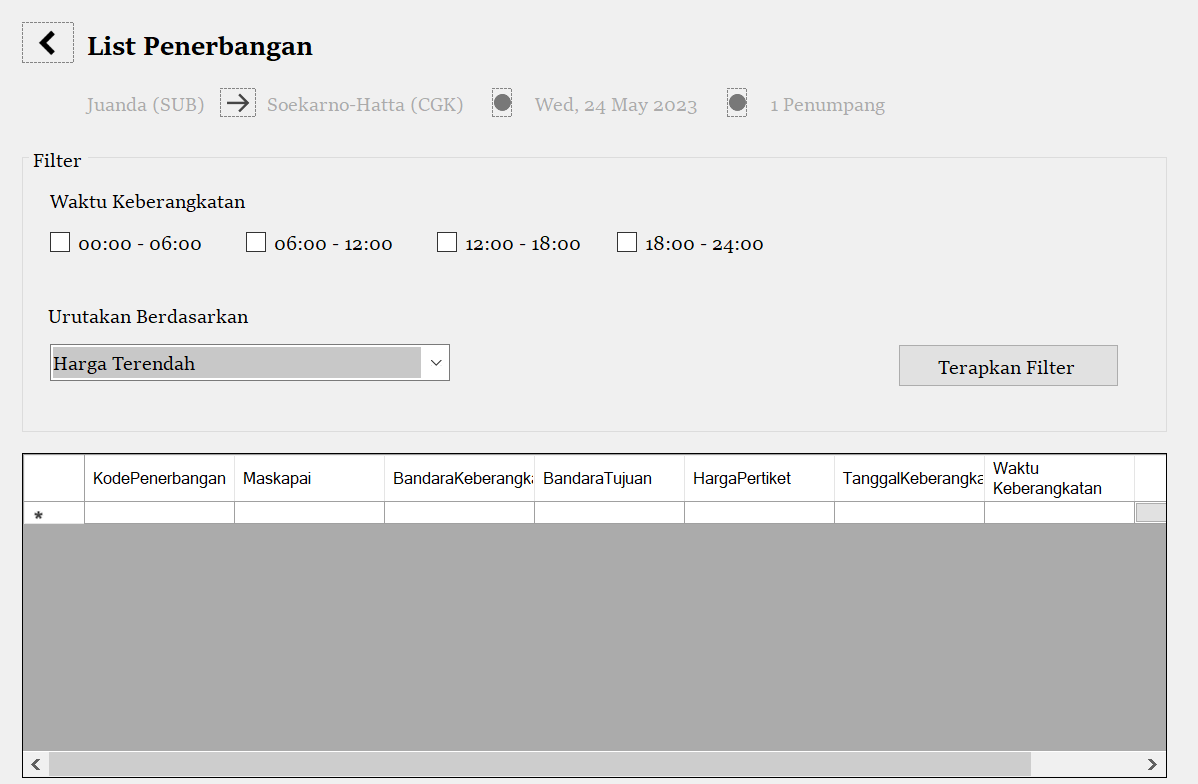 List Penerbangan
Juanda (SUB) Soekarno-Hatta (CGK) Wed, 24 May 2023 1 Penumpang
Filter
Waktu Keberangkatan
00:00 - 06:00 06:00 - 12:00 12:00 - 18:00 18:00 - 24:00
Urutakan Berdasarkan
Harga Terendah
Terapkan Filter
KodePenerbangan Maskapai BandaraKeberangka BandaraTujuan HargaPertiket TanggalKeberangka Waktu
Keberangkatan
*